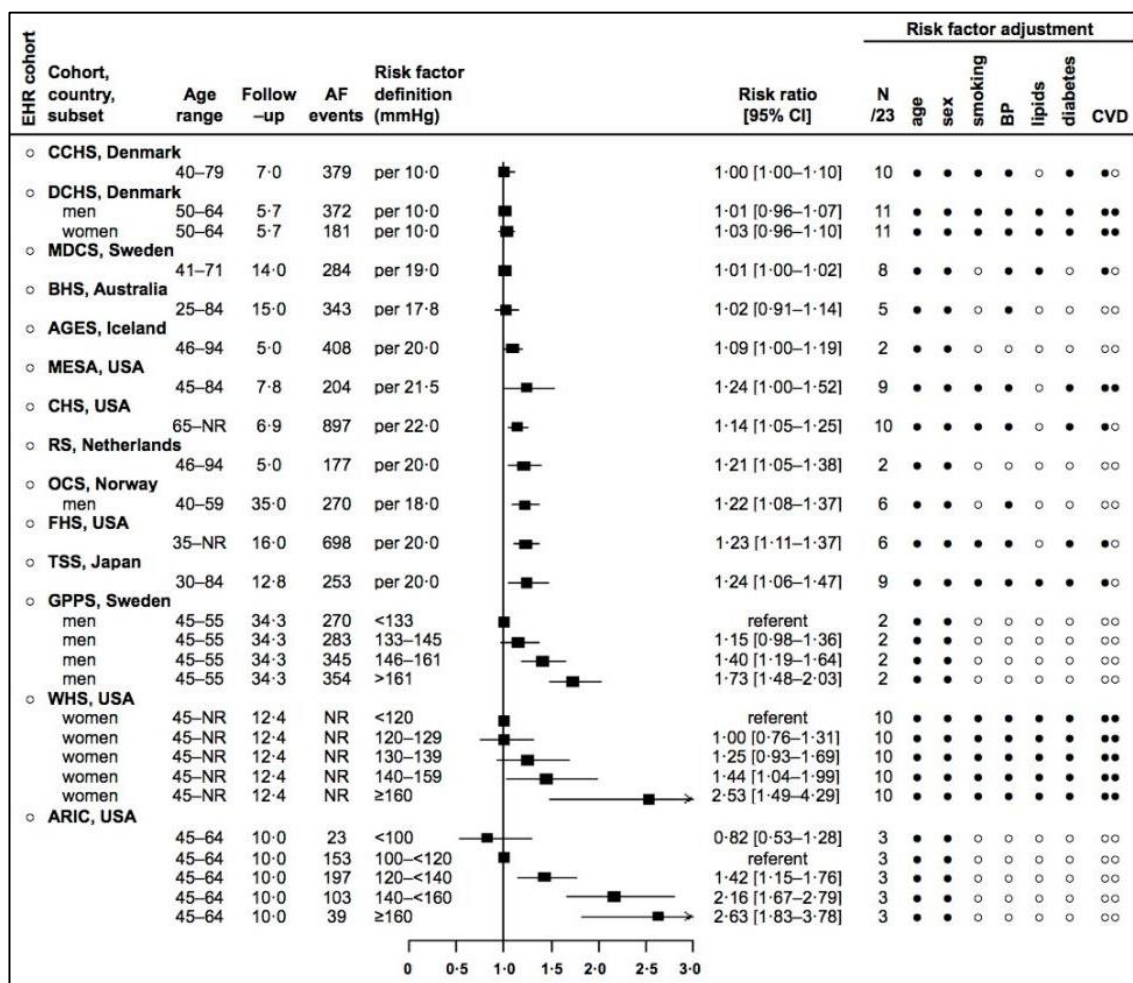 Risk factor adjustment
EHR cohort
Cohort, country, subset
Age range
Follow –up
AF events
Risk factor definition (mmHg)
Risk ratio [95% CI]
N /23
age
sex
smoking
BP
lipids
diabetes
CVD
○ CCHS, Denmark
40–79 7·0 379 per 10·0 1·00 [1·00–1·10] 10 ● ● ● ● ○ ● ●○
○ DCHS, Denmark
men 50–64 5·7 372 per 10·0 1·01 [0·96–1·07] 11 ● ● ● ● ● ● ●●
women 50–64 5·7 181 per 10·0 1·03 [0·96–1·10] 11 ● ● ● ● ● ● ●●
○ MDCS, Sweden
41–71 14·0 284 per 19·0 1·01 [1·00–1·02] 8 ● ● ○ ● ● ○ ●○
○ BHS, Australia
25–84 15·0 343 per 17·8 1·02 [0·91–1·14] 5 ● ● ○ ● ○ ○ ○○
○ AGES, Iceland
46–94 5·0 408 per 20·0 1·09 [1·00–1·19] 2 ● ● ○ ○ ○ ○ ○○
○ MESA, USA
45–84 7·8 204 per 21·5 1·24 [1·00–1·52] 9 ● ● ● ● ○ ● ●●
○ CHS, USA
65–NR 6·9 897 per 22·0 1·14 [1·05–1·25] 10 ● ● ● ● ○ ● ●○
○ RS, Netherlands
46–94 5·0 177 per 20·0 1·21 [1·05–1·38] 2 ● ● ○ ○ ○ ○ ○○
○ OCS, Norway
men 40–59 35·0 270 per 18·0 1·22 [1·08–1·37] 6 ● ● ○ ● ○ ○ ○○
○ FHS, USA
35–NR 16·0 698 per 20·0 1·23 [1·11–1·37] 6 ● ● ● ● ○ ● ●○
○ TSS, Japan
30–84 12·8 253 per 20·0 1·24 [1·06–1·47] 9 ● ● ● ● ● ● ●○
○ GPPS, Sweden
men 45–55 34·3 270 <133 referent 2 ● ● ○ ○ ○ ○ ○○
men 45–55 34·3 283 133–145 1·15 [0·98–1·36] 2 ● ● ○ ○ ○ ○ ○○
men 45–55 34·3 345 146–161 1·40 [1·19–1·64] 2 ● ● ○ ○ ○ ○ ○○
men 45–55 34·3 354 >161 1·73 [1·48–2·03] 2 ● ● ○ ○ ○ ○ ○○
○ WHS, USA
women 45–NR 12·4 NR <120 referent 10 ● ● ● ● ● ● ●●
women 45–NR 12·4 NR 120–129 1·00 [0·76–1·31] 10 ● ● ● ● ● ● ●●
women 45–NR 12·4 NR 130–139 1·25 [0·93–1·69] 10 ● ● ● ● ● ● ●●
women 45–NR 12·4 NR 140–159 1·44 [1·04–1·99] 10 ● ● ● ● ● ● ●●
women 45–NR 12·4 NR ≥160 2·53 [1·49–4·29] 10 ● ● ● ● ● ● ●●
○ ARIC, USA
45–64 10·0 23 <100 0·82 [0·53–1·28] 3 ● ● ○ ○ ○ ○ ○○
45–64 10·0 153 100–<120 referent 3 ● ● ○ ○ ○ ○ ○○
45–64 10·0 197 120–<140 1·42 [1·15–1·76] 3 ● ● ○ ○ ○ ○ ○○
45–64 10·0 103 140–<160 2·16 [1·67–2·79] 3 ● ● ○ ○ ○ ○ ○○
45–64 10·0 39 ≥160 2·63 [1·83–3·78] 3 ● ● ○ ○ ○ ○ ○○
0 0·5 1·0 1·5 2·0 2·5 3·0